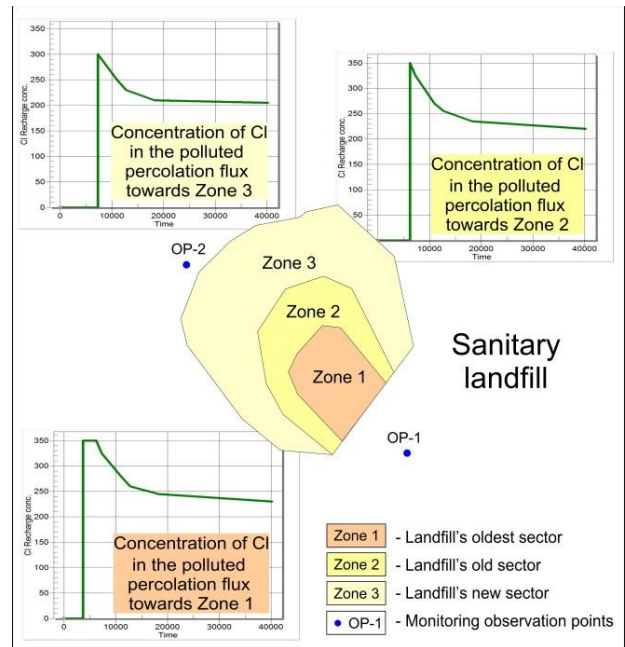 350
300
250
200
150
100
50
0
Cl Recharge conc.
0 10000 20000 30000 40000
Time
Concentration of Cl
in the polluted
percolation flux
towards Zone 3
350
300
250
200
150
100
50
Cl Recharge conc.
10000 20000 30000 40000
Time
Concentration of Cl
in the polluted
percolation flux
towards Zone 2
OP-2
Zone 3
Zone 2
Zone 1
Sanitary
landfill
OP-1
350
300
250
200
150
100
50
0
Cl Recharge conc.
0 10000 20000 30000 40000
Time
Concentration of Cl
in the polluted
percolation flux
towards Zone 1
Zone 1 - Landfill's oldest sector
Zone 2 - Landfill's old sector
Zone 3 - Landfill's new sector
OP-1 - Monitoring observation points